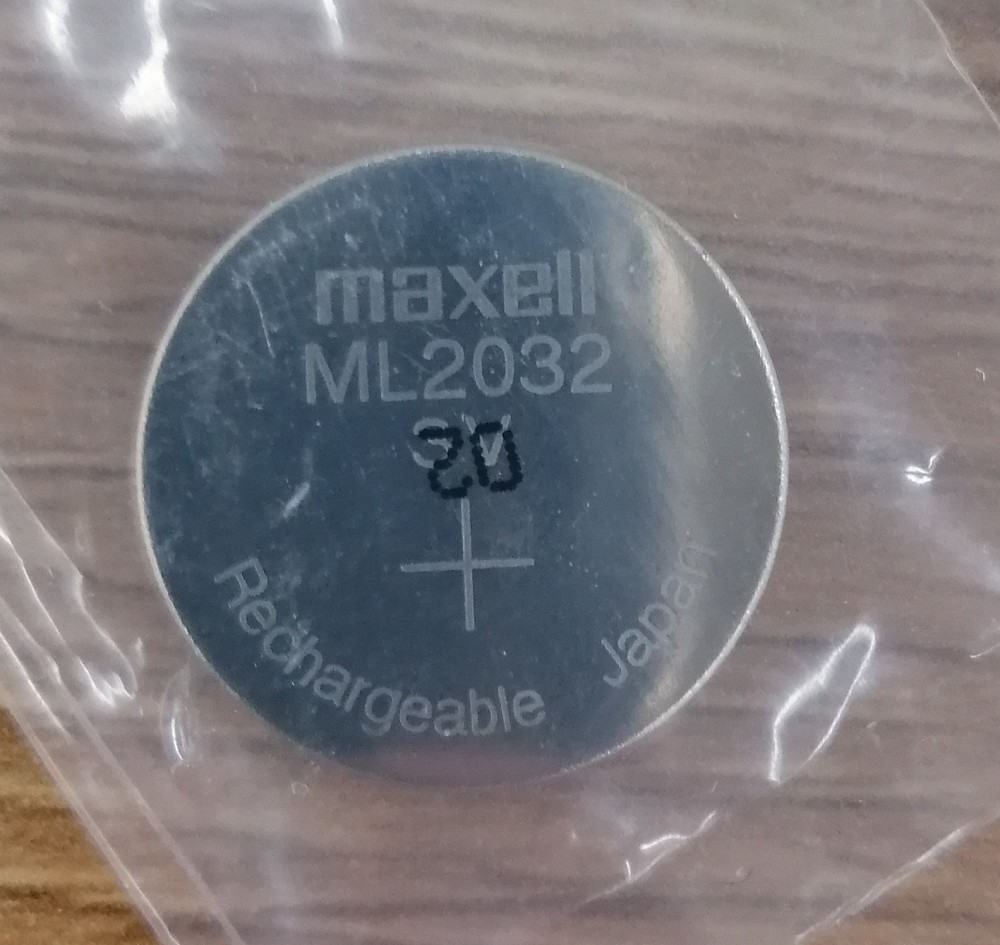 maxell
ML2032
3V
20
+
Rechargeable
Japan